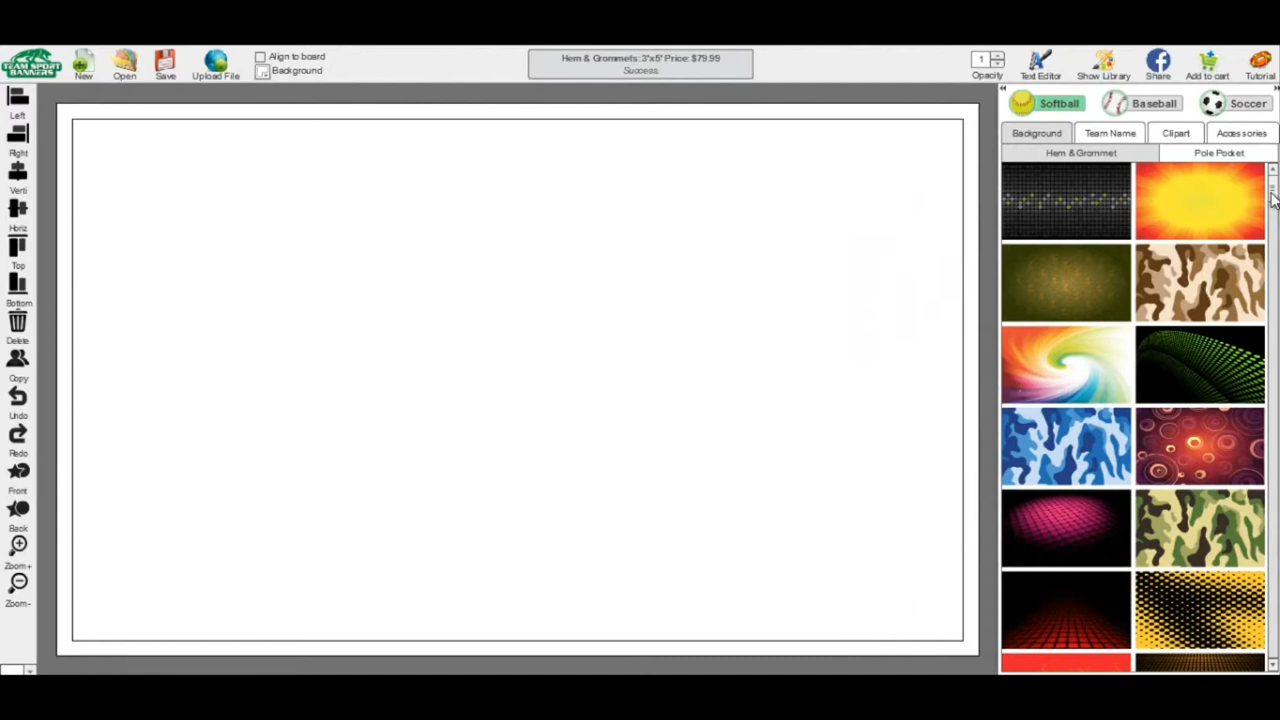 TEAM SPORT
BANNERS
New
Open
Save
Upload File
Align to board
Background
Hem & Grommets: 3'x5' Price: $79.99
Success.
1
Opacity
Text Editor
Show Library
Share
Add to cart
Tutorial
Softball
Baseball
Soccer
Background
Team Name
Clipart
Accessories
Hem & Grommet
Pole Pocket
Left
Right
Verti
Horiz
Top
Bottom
Delete
Copy
Undo
Redo
Front
Back
Zoom+
Zoom-